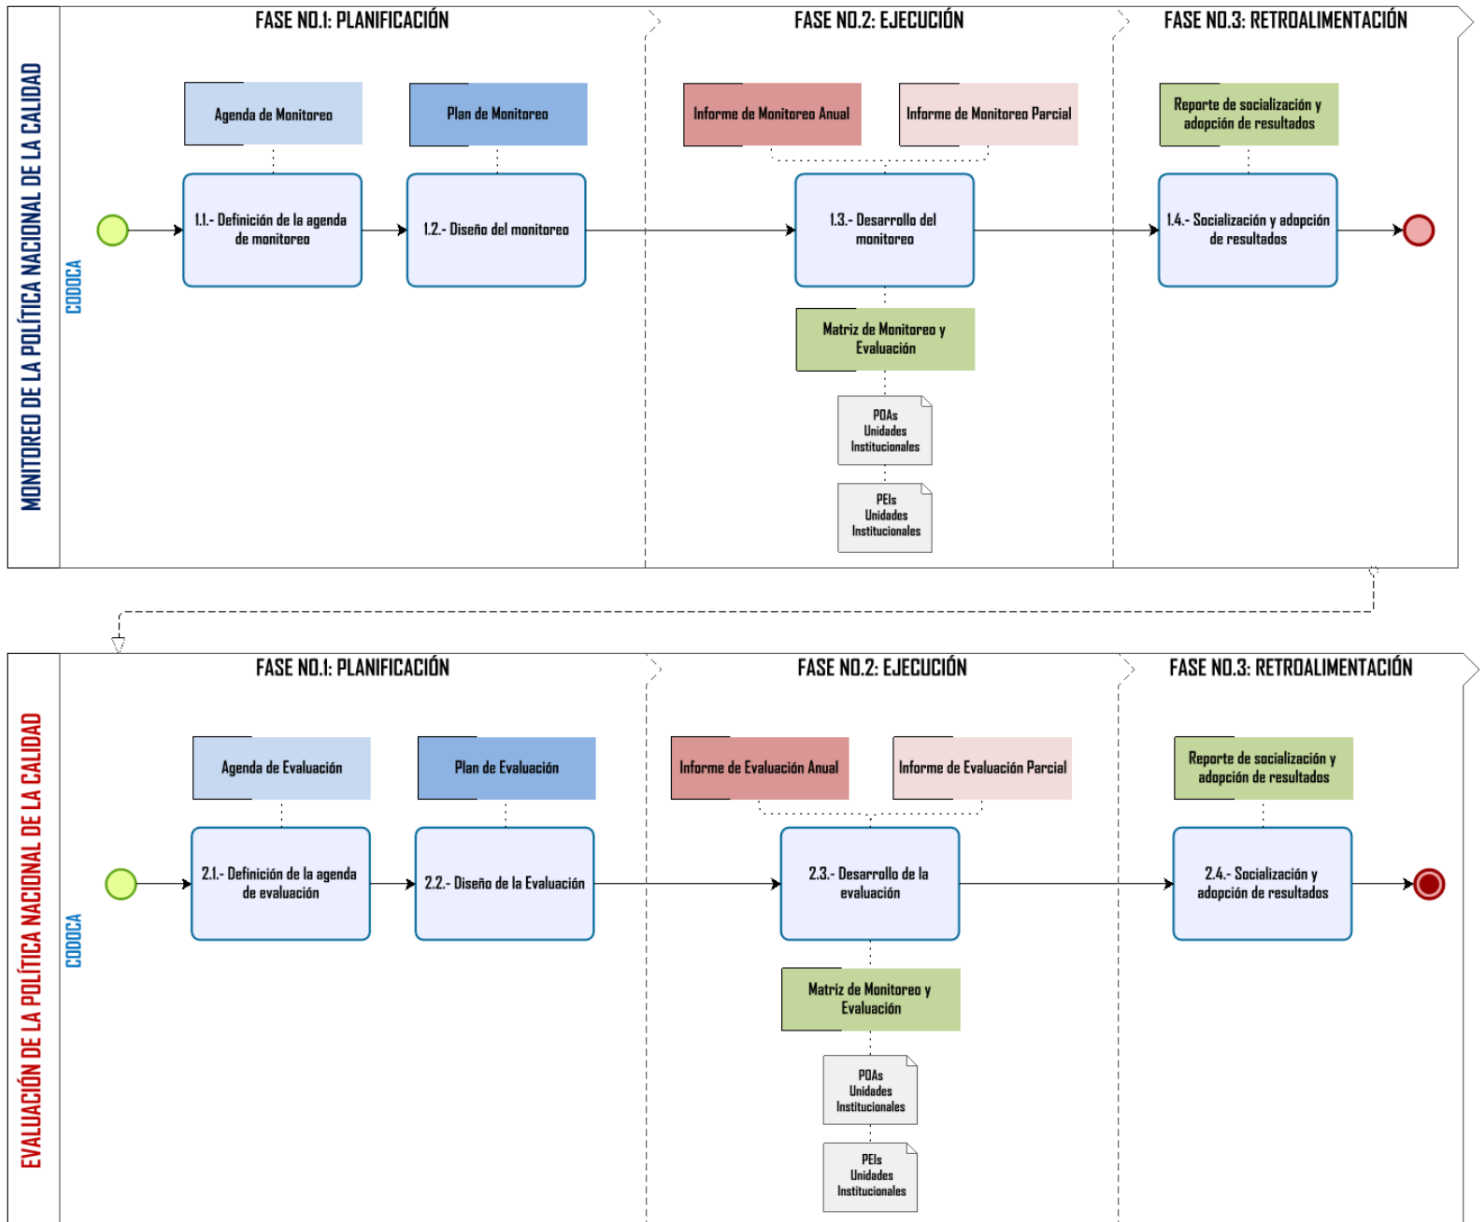 MONITOREO DE LA POLÍTICA NACIONAL DE LA CALIDAD
CODOCA
FASE NO.1: PLANIFICACIÓN
FASE NO.2: EJECUCIÓN
FASE NO.3: RETROALIMENTACIÓN
Agenda de Monitoreo
Plan de Monitoreo
Informe de Monitoreo Anual
Informe de Monitoreo Parcial
Reporte de socialización y
adopción de resultados
1.1.- Definición de la agenda
de monitoreo
1.2.- Diseño del monitoreo
1.3.- Desarrollo del
monitoreo
1.4.- Socialización y adopción
de resultados
Matriz de Monitoreo y
Evaluación
POAs
Unidades
Institucionales
PEIs
Unidades
Institucionales
EVALUACIÓN DE LA POLÍTICA NACIONAL DE LA CALIDAD
CODOCA
FASE NO.1: PLANIFICACIÓN
FASE NO.2: EJECUCIÓN
FASE NO.3: RETROALIMENTACIÓN
Agenda de Evaluación
Plan de Evaluación
Informe de Evaluación Anual
Informe de Evaluación Parcial
Reporte de socialización y
adopción de resultados
2.1.- Definición de la agenda
de evaluación
2.2.- Diseño de la Evaluación
2.3.- Desarrollo de la
evaluación
2.4.- Socialización y
adopción de resultados
Matriz de Monitoreo y
Evaluación
POAs
Unidades
Institucionales
PEIs
Unidades
Institucionales